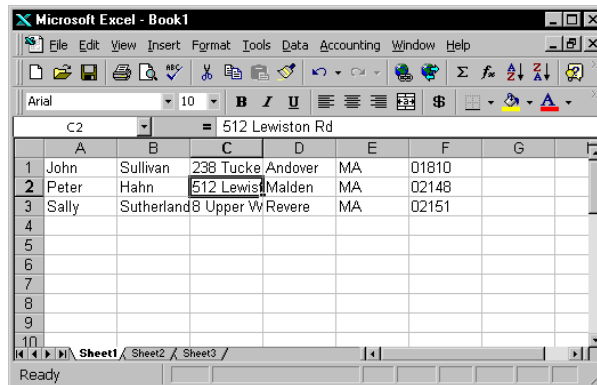 Microsoft Excel - Book1
File Edit View Insert Format Tools Data Accounting Window Help
ABC Σ fx A Z Z A ?
Arial 10 B I U $ A
C2 = 512 Lewiston Rd
A B C D E F G
1 John Sullivan 238 Tucke Andover MA 01810
2 Peter Hahn 512 Lewis Malden MA 02148
3 Sally Sutherland 8 Upper W Revere MA 02151
4
5
6
7
8
9
10
Sheet1 Sheet2 Sheet3
Ready